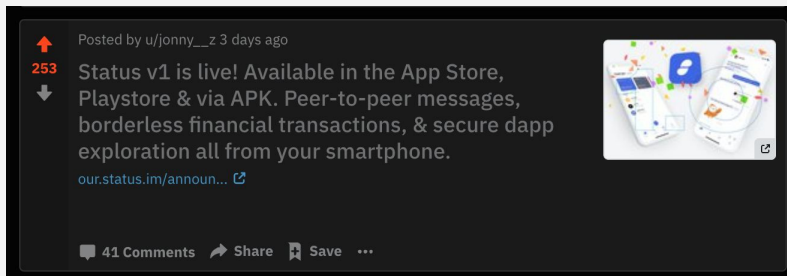 Posted by u/jonny__z 3 days ago
253
Status v1 is live! Available in the App Store,
Playstore & via APK. Peer-to-peer messages,
borderless financial transactions, & secure dapp
exploration all from your smartphone.
our.status.im/announ...
41 Comments Share Save